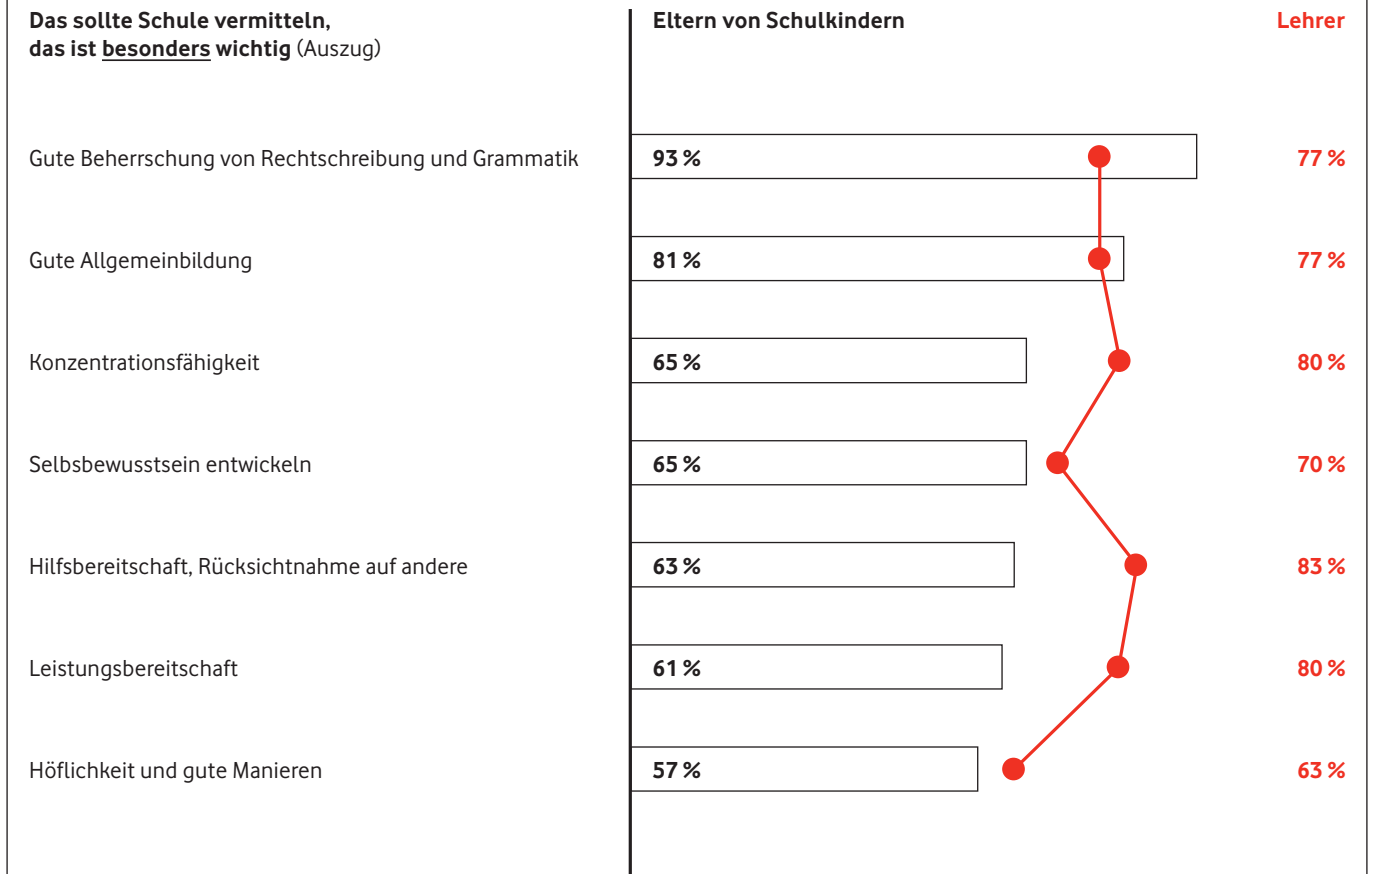 Das sollte Schule vermitteln,
das ist besonders wichtig (Auszug)
Eltern von Schulkindern
Lehrer
Gute Beherrschung von Rechtschreibung und Grammatik
93 %
77 %
Gute Allgemeinbildung
81 %
77 %
Konzentrationsfähigkeit
65 %
80 %
Selbsbewusstsein entwickeln
65 %
70 %
Hilfsbereitschaft, Rücksichtnahme auf andere
63 %
83 %
Leistungsbereitschaft
61 %
80 %
Höflichkeit und gute Manieren
57 %
63 %